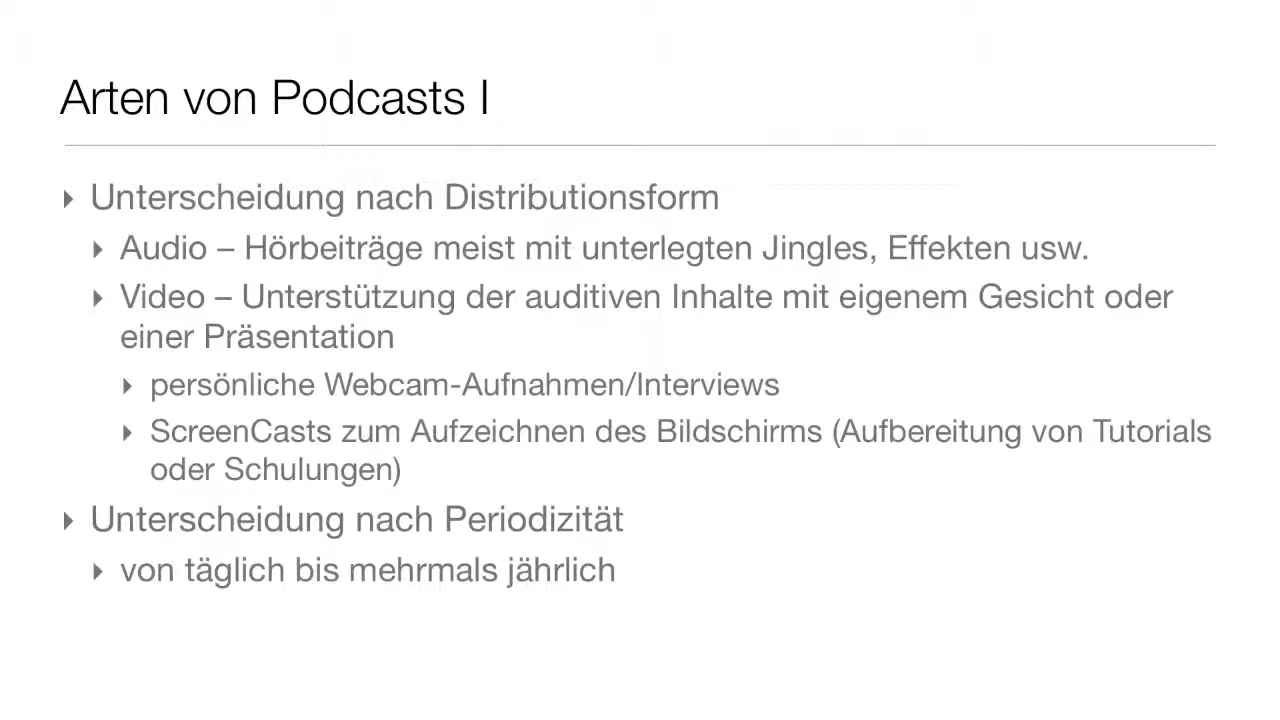 Arten von Podcasts I
Unterscheidung nach Distributionsform
Audio – Hörbeiträge meist mit unterlegten Jingles, Effekten usw.
Video – Unterstützung der auditiven Inhalte mit eigenem Gesicht oder
einer Präsentation
persönliche Webcam-Aufnahmen/Interviews
ScreenCasts zum Aufzeichnen des Bildschirms (Aufbereitung von Tutorials
oder Schulungen)
Unterscheidung nach Periodizität
von täglich bis mehrmals jährlich